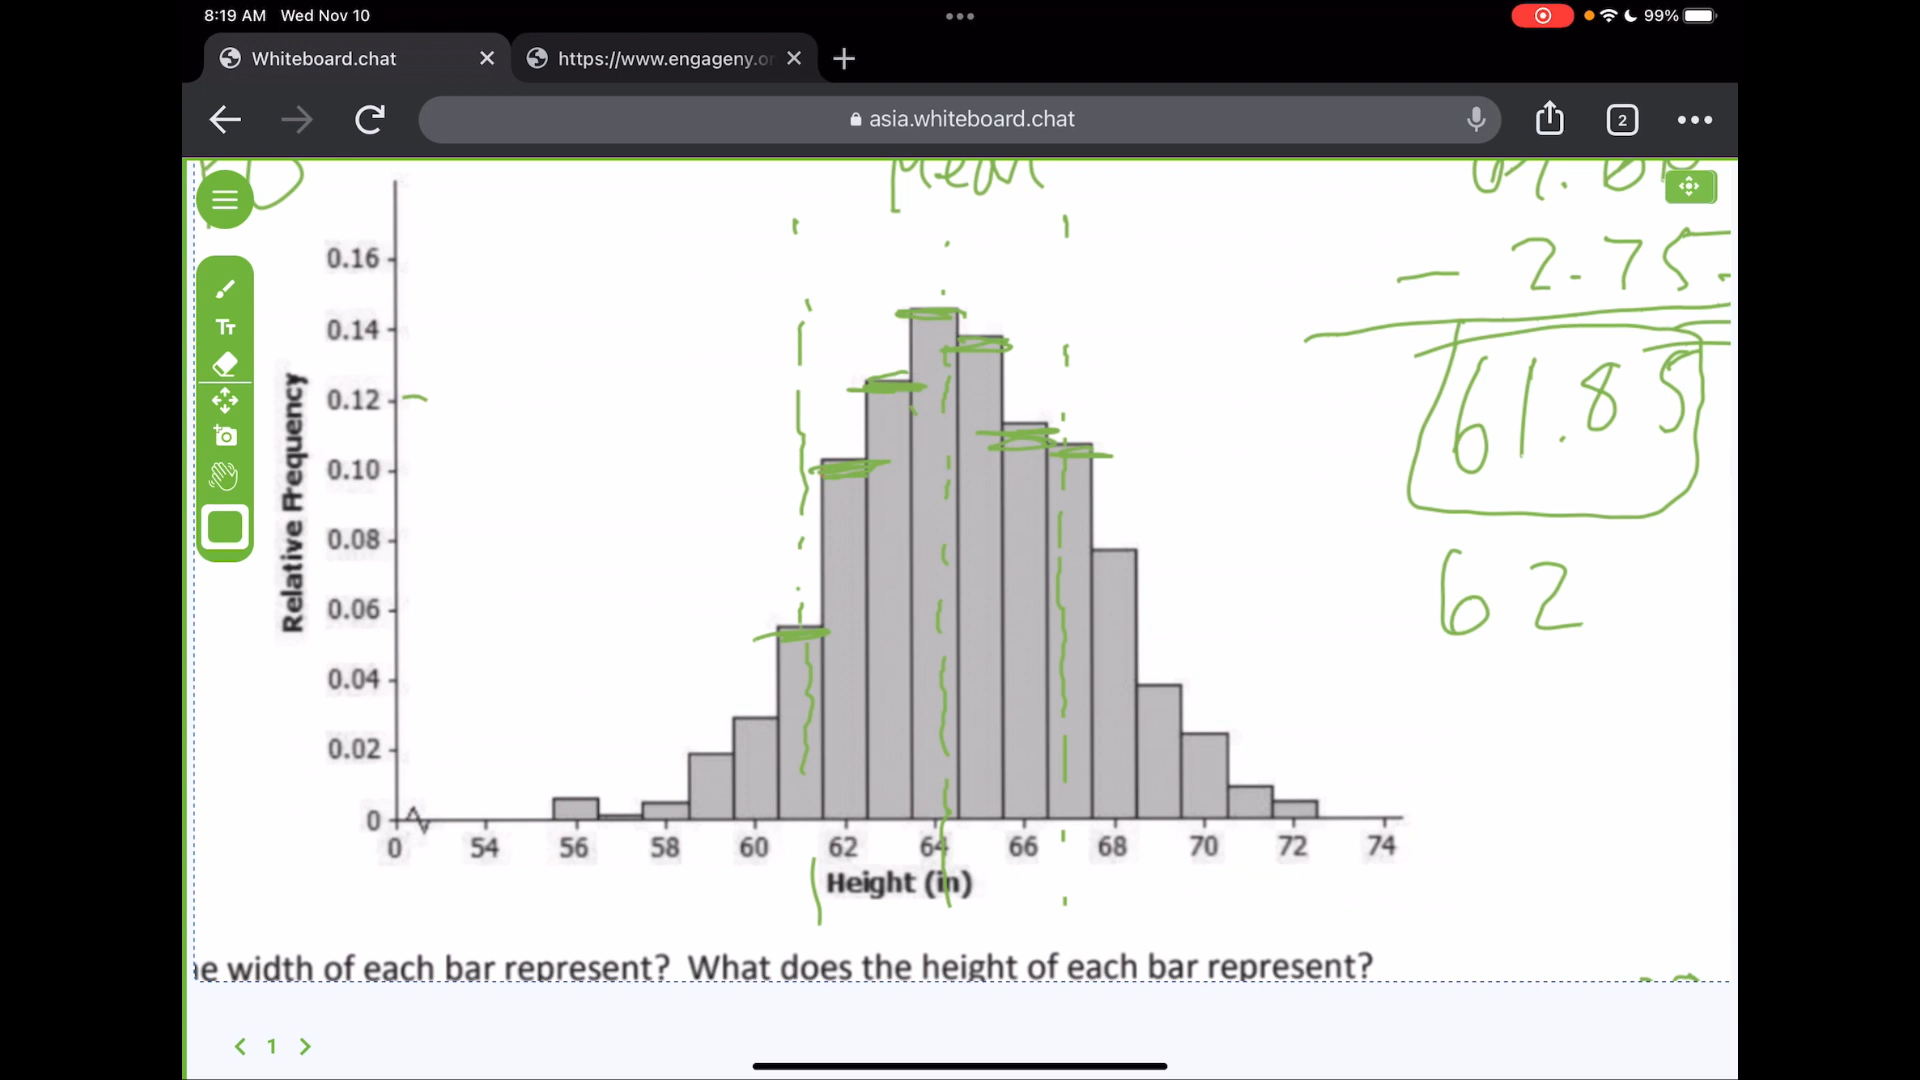 8:19 AM Wed Nov 10
99%
Whiteboard.chat
https://www.engageny.or
asia.whiteboard.chat
2
Mean
- 2.75
61.85
62
Tт
Relative Frequency
0.16
0.14
0.12
0.10
0.08
0.06
0.04
0.02
0
0 54 56 58 60 62 64 66 68 70 72 74
Height (in)
e width of each bar represent? What does the height of each bar represent?
1